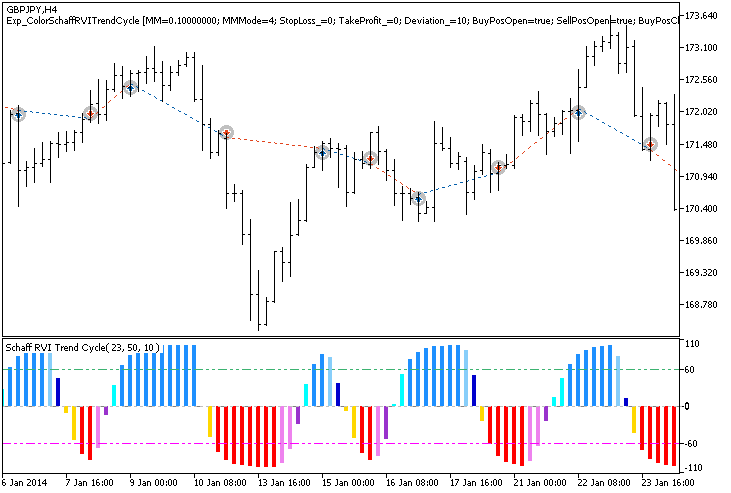 GBPJPY,H4
Exp_ColorSchaffRVITrendCycle [MM=0.10000000; MMMode=4; StopLoss_=0; TakeProfit_=0; Deviation_=10; BuyPosOpen=true; SellPosOpen=true; BuyPosCl
173.640
173.100
172.560
172.020
171.480
170.940
170.400
169.860
169.320
168.780
Schaff RVI Trend Cycle( 23, 50, 10 )
110
60
0
-60
-110
6 Jan 2014
7 Jan 16:00
9 Jan 00:00
10 Jan 08:00
13 Jan 16:00
15 Jan 00:00
16 Jan 08:00
17 Jan 16:00
21 Jan 00:00
22 Jan 08:00
23 Jan 16:00